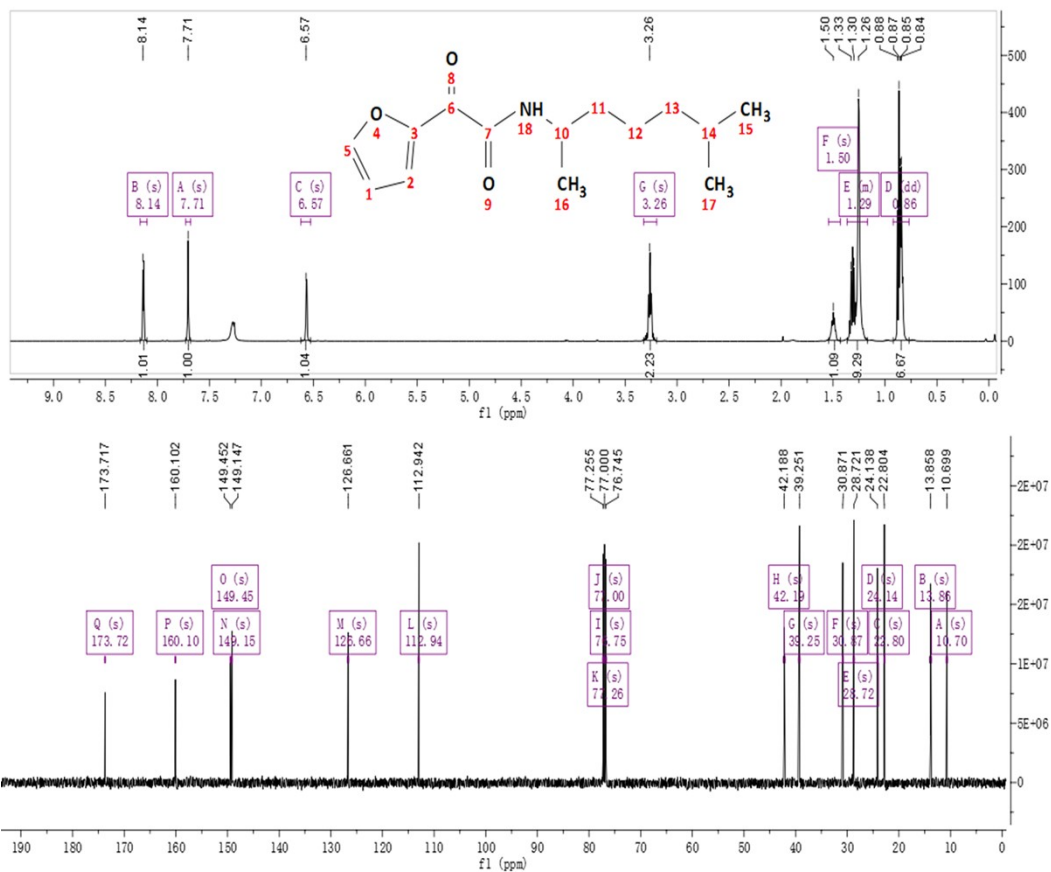 8.14
7.71
6.57
3.26
1.50
1.33
1.30
1.26
0.88
0.87
0.85
0.84
500
400
300
200
100
0
O
8
O
4
6
NH
18
11
13
CH3
15
3
7
10
12
14
5
2
1
O
9
CH3
16
CH3
17
B (s)
8.14
A (s)
7.71
C (s)
6.57
G (s)
3.26
F (s)
1.50
E (m)
1.29
D (dd)
0.86
1.01
1.00
1.04
2.23
1.09
9.29
6.67
9.0 8.5 8.0 7.5 7.0 6.5 6.0 5.5 5.0 4.5 4.0 3.5 3.0 2.5 2.0 1.5 1.0 0.5 0.0
f1 (ppm)
173.717
160.102
149.452
149.147
126.661
112.942
77.255
77.000
76.745
42.188
39.251
30.871
28.721
24.138
22.804
13.858
10.699
2E+07
2E+07
2E+07
1E+07
5E+06
0
O (s)
149.45
J (s)
77.00
H (s)
42.19
D (s)
24.14
B (s)
13.86
Q (s)
173.72
P (s)
160.10
N (s)
149.15
M (s)
126.66
L (s)
112.94
I (s)
76.75
G (s)
39.25
F (s)
30.87
C (s)
22.80
A (s)
10.70
K (s)
77.26
E (s)
28.72
190 180 170 160 150 140 130 120 110 100 90 80 70 60 50 40 30 20 10 0
f1 (ppm)